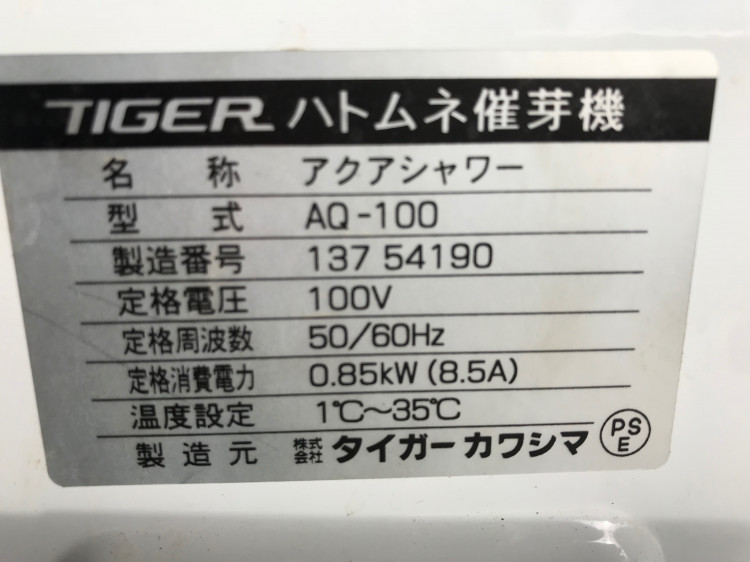 TIGER ハトムネ催芽機
名称 アクアシャワー
型式 AQ-100
製造番号 137 54190
定格電圧 100V
定格周波数 50/60Hz
定格消費電力 0.85kW (8.5A)
温度設定 1℃〜35℃
製造元 株式会社 タイガーカワシマ PSE